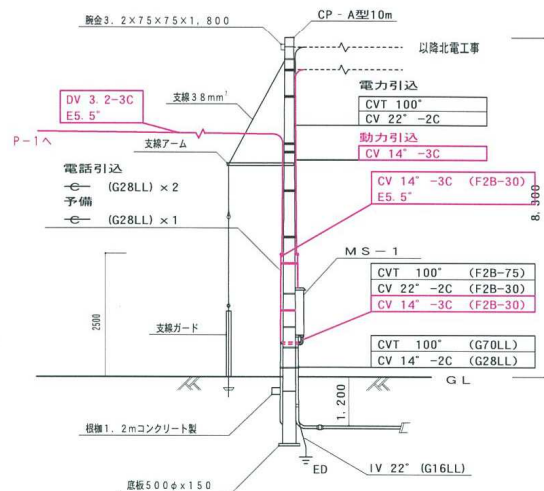 腕金3.2×75×75×1,800
CP-A型10m
以降北電工事
DV 3.2-3C
E5.5°
支線38mm²
電力引込
CVT 100°
CV 22° -2C
動力引込
CV 14° -3C
P-1へ
支線アーム
電話引込
(G28LL)×2
予備
(G28LL)×1
CV 14° -3C (F2B-30)
E5.5°
8,300
MS-1
CVT 100° (F2B-75)
CV 22° -2C (F2B-30)
CV 14° -3C (F2B-30)
2500
支線ガード
CVT 100° (G70LL)
CV 14° -2C (G28LL)
GL
1,200
根枷1.2mコンクリート製
ED
IV 22° (G16LL)
底板500φx150